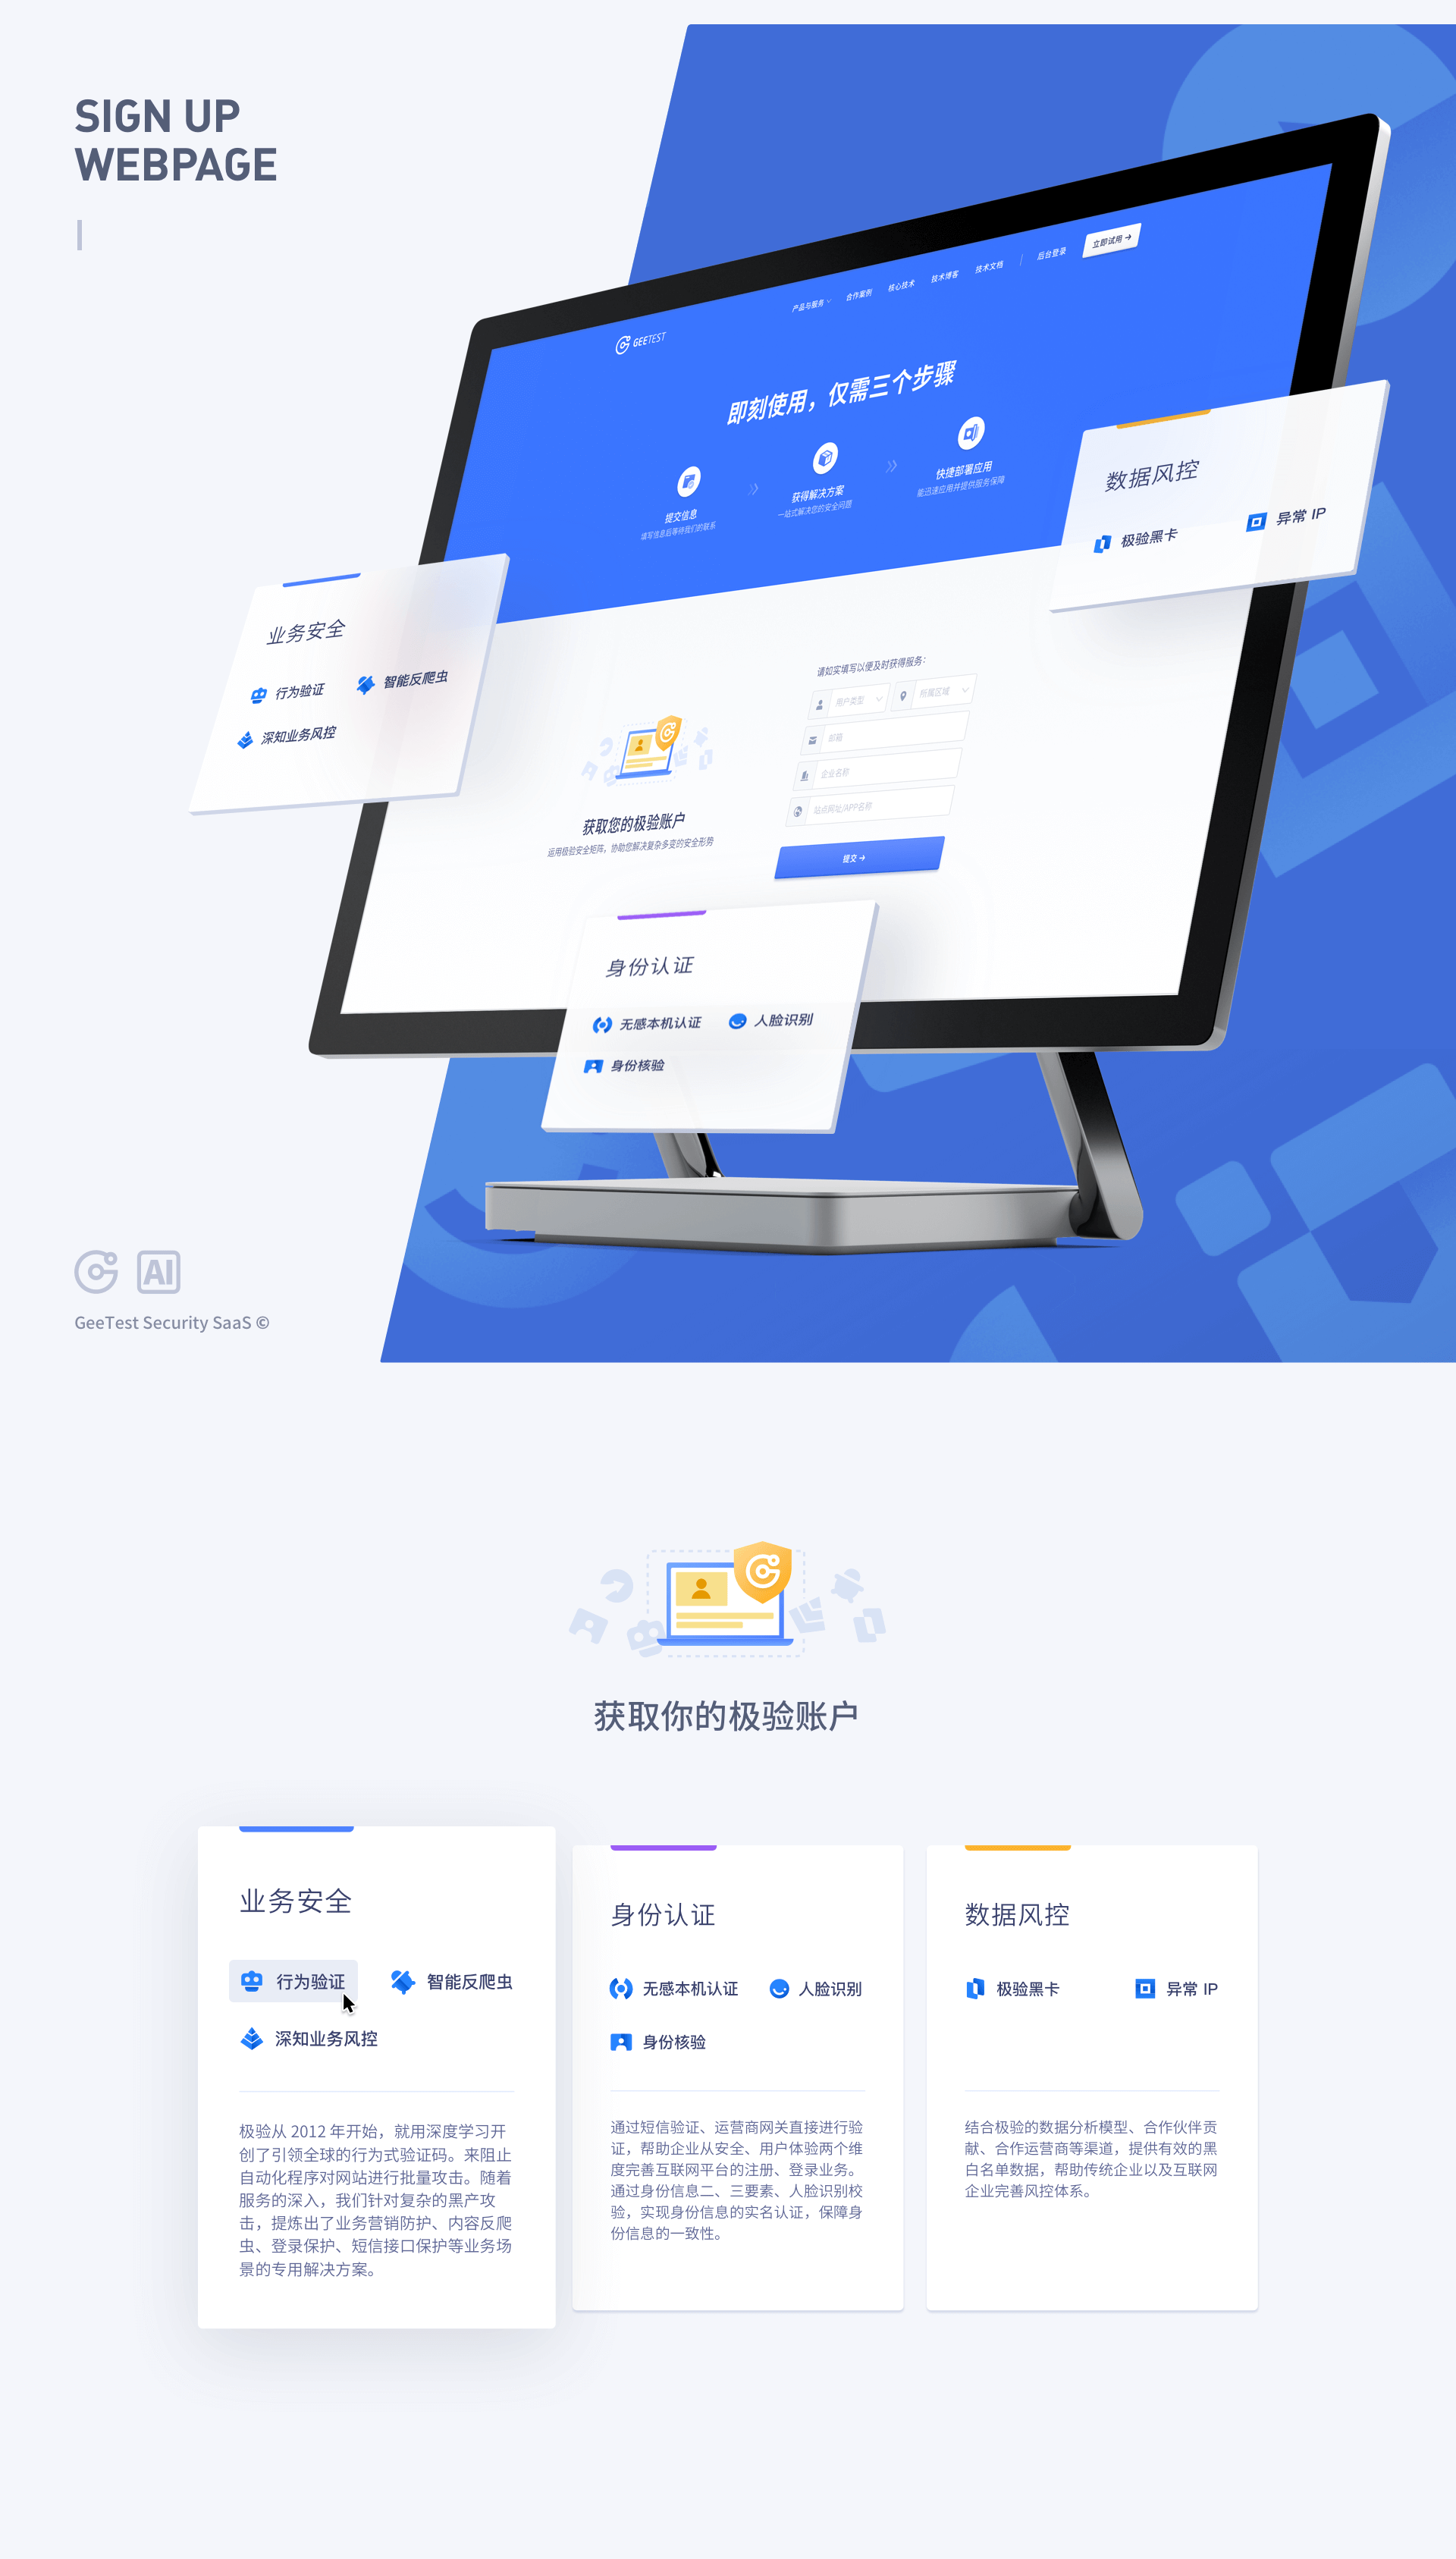 SIGN UP
WEBPAGE
产品与服务
合作案例
核心技术
技术博客
技术文档
后台登录
立即试用 →
GEETEST
即刻使用，仅需三个步骤
提交信息
填写信息后等待我们的联系
获得解决方案
一站式解决您的安全问题
快捷部署应用
能迅速应用并提供服务保障
数据风控
极验黑卡
异常 IP
业务安全
行为验证
智能反爬虫
深知业务风控
请如实填写以便及时获得服务：
用户类型
所属区域
邮箱
企业名称
站点网址/APP名称
提交 →
获取您的极验账户
运用极验安全矩阵，协助您解决复杂多变的安全形势
身份认证
无感本机认证
人脸识别
身份核验
AI
GeeTest Security SaaS ©
获取你的极验账户
业务安全
行为验证
智能反爬虫
深知业务风控
极验从 2012 年开始，就用深度学习开
创了引领全球的行为式验证码。来阻止
自动化程序对网站进行批量攻击。随着
服务的深入，我们针对复杂的黑产攻
击，提炼出了业务营销防护、内容反爬
虫、登录保护、短信接口保护等业务场
景的专用解决方案。
身份认证
无感本机认证
人脸识别
身份核验
通过短信验证、运营商网关直接进行验
证，帮助企业从安全、用户体验两个维
度完善互联网平台的注册、登录业务。
通过身份信息二、三要素、人脸识别校
验，实现身份信息的实名认证，保障身
份信息的一致性。
数据风控
极验黑卡
异常 IP
结合极验的数据分析模型、合作伙伴贡
献、合作运营商等渠道，提供有效的黑
白名单数据，帮助传统企业以及互联网
企业完善风控体系。